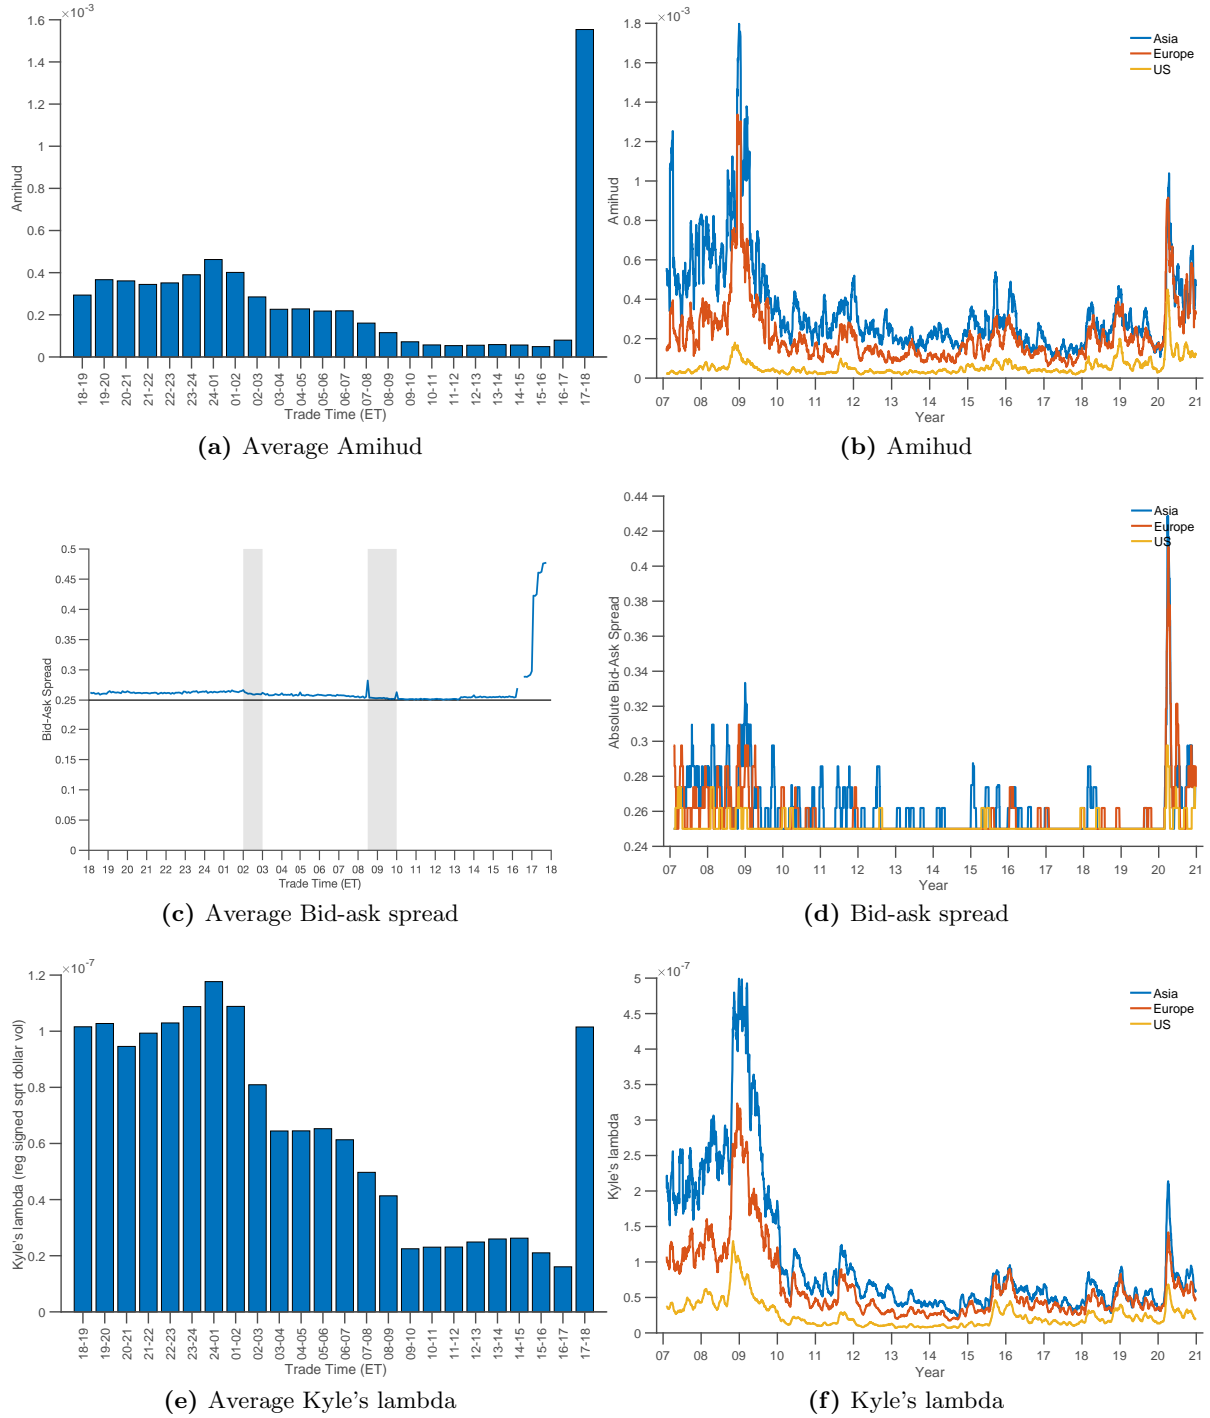 ×10⁻³
1.6
1.4
1.2
1
0.8
0.6
0.4
0.2
0
Amihud
18-19 19-20 20-21 21-22 22-23 23-24 24-01 01-02 02-03 03-04 04-05 05-06 06-07 07-08 08-09 09-10 10-11 11-12 12-13 13-14 14-15 15-16 16-17 17-18
Trade Time (ET)
(a) Average Amihud
×10⁻³
1.8
1.6
1.4
1.2
1
0.8
0.6
0.4
0.2
0
Amihud
Asia
Europe
US
07 08 09 10 11 12 13 14 15 16 17 18 19 20 21
Year
(b) Amihud
0.5
0.45
0.4
0.35
0.3
0.25
0.2
0.15
0.1
0.05
0
Bid-Ask Spread
18 19 20 21 22 23 24 01 02 03 04 05 06 07 08 09 10 11 12 13 14 15 16 17 18
Trade Time (ET)
(c) Average Bid-ask spread
0.44
0.42
0.4
0.38
0.36
0.34
0.32
0.3
0.28
0.26
0.24
Absolute Bid-Ask Spread
Asia
Europe
US
07 08 09 10 11 12 13 14 15 16 17 18 19 20 21
Year
(d) Bid-ask spread
×10⁻⁷
1.2
1
0.8
0.6
0.4
0.2
0
Kyle's lambda (reg signed sqrt dollar vol)
18-19 19-20 20-21 21-22 22-23 23-24 24-01 01-02 02-03 03-04 04-05 05-06 06-07 07-08 08-09 09-10 10-11 11-12 12-13 13-14 14-15 15-16 16-17 17-18
Trade Time (ET)
(e) Average Kyle's lambda
×10⁻⁷
5
4.5
4
3.5
3
2.5
2
1.5
1
0.5
0
Kyle's lambda
Asia
Europe
US
07 08 09 10 11 12 13 14 15 16 17 18 19 20 21
Year
(f) Kyle's lambda